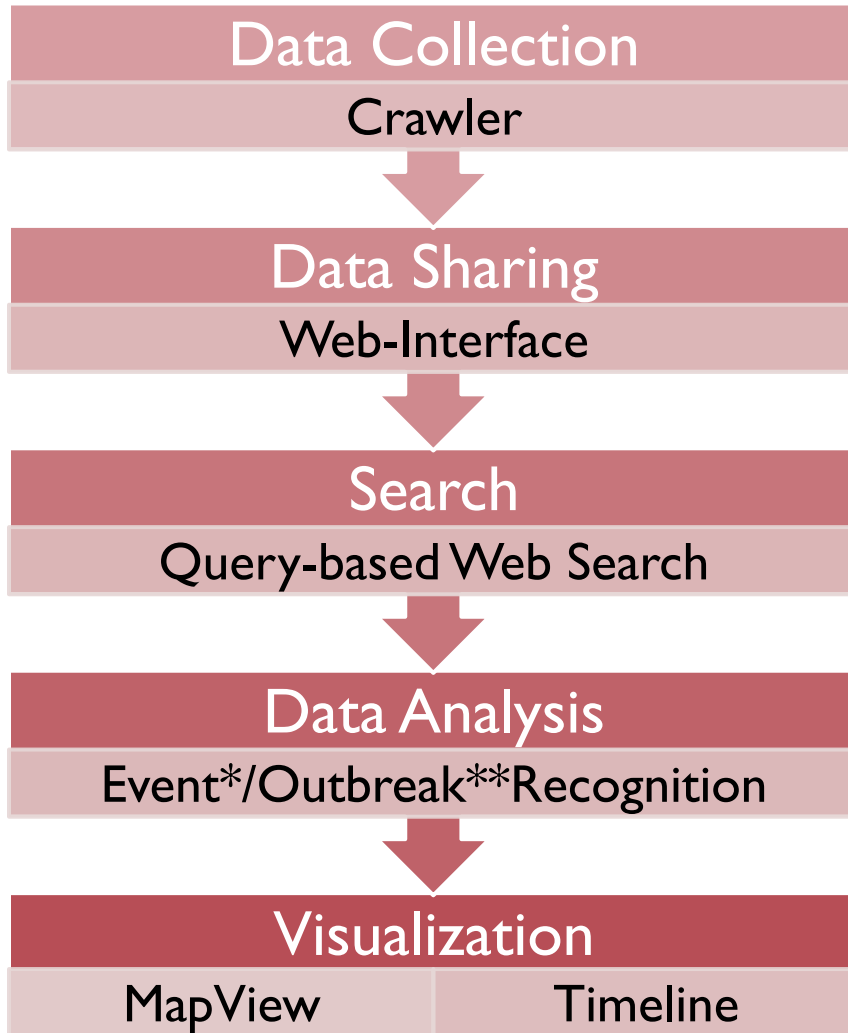 Data Collection
Crawler
Data Sharing
Web-Interface
Search
Query-based Web Search
Data Analysis
Event*/Outbreak**Recognition
Visualization
MapView Timeline